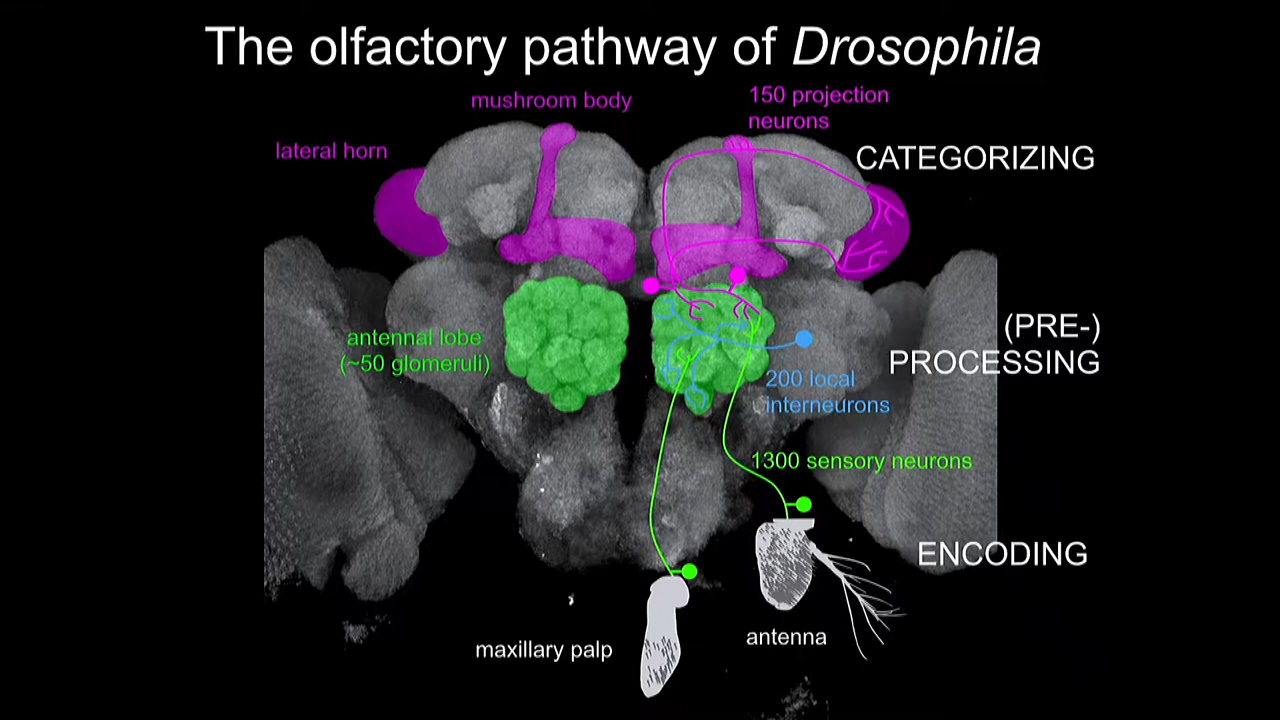 The olfactory pathway of Drosophila
mushroom body
150 projection
neurons
lateral horn
CATEGORIZING
antennal lobe
(~50 glomeruli)
(PRE-)
PROCESSING
200 local
interneurons
1300 sensory neurons
ENCODING
maxillary palp
antenna